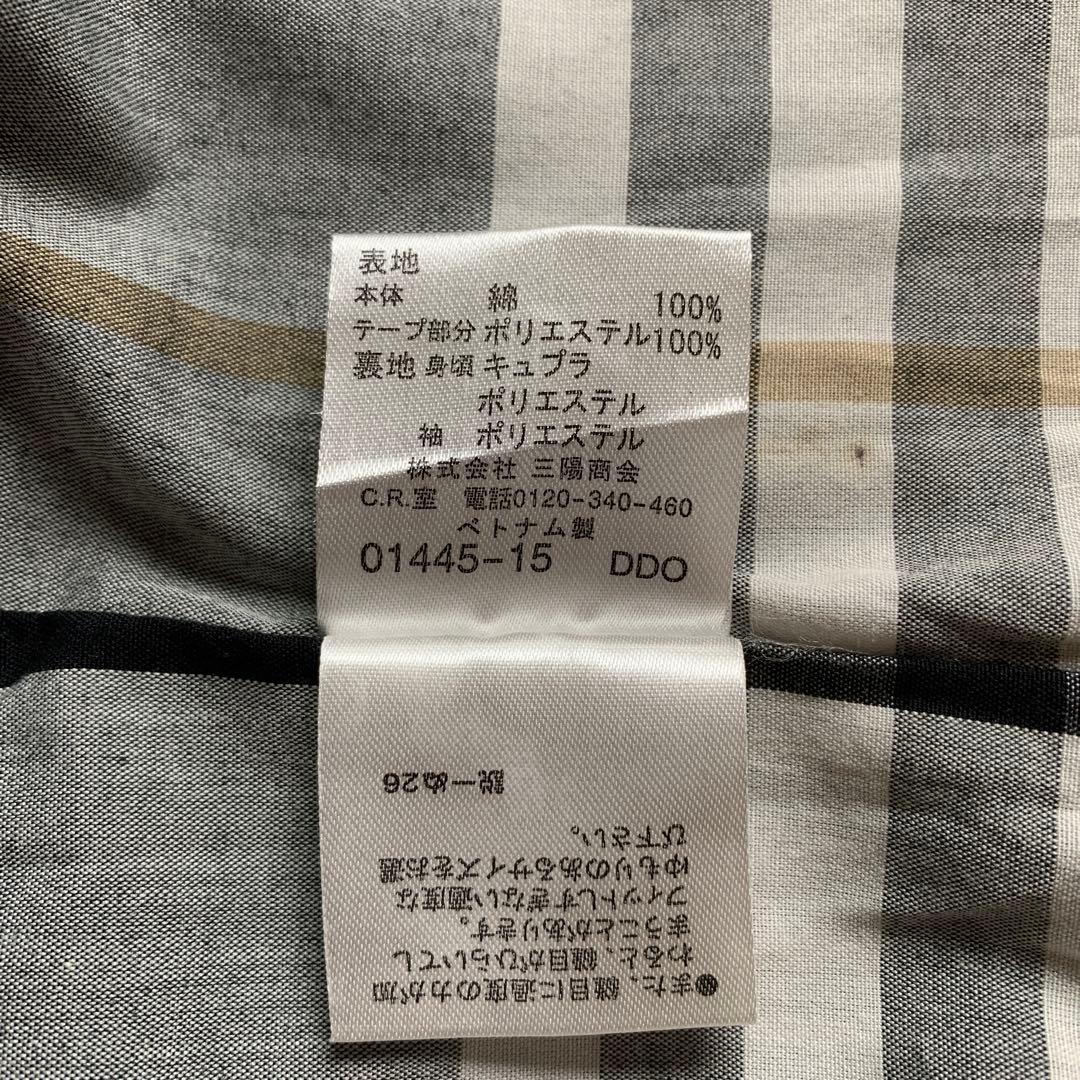 表地
本体 綿 100%
テープ部分 ポリエステル100%
裏地 身頃 キュプラ
ポリエステル
袖 ポリエステル
株式会社 三陽商会
C.R.室 電話0120-340-460
ベトナム製
01445-15 DDO
●また、縫目に過度の力が加
わると、縫目がひらいてし
まうことがあります。
フィットしすぎない適度な
ゆもりのあるサイズをお選
び下さい。
説ーぬ26